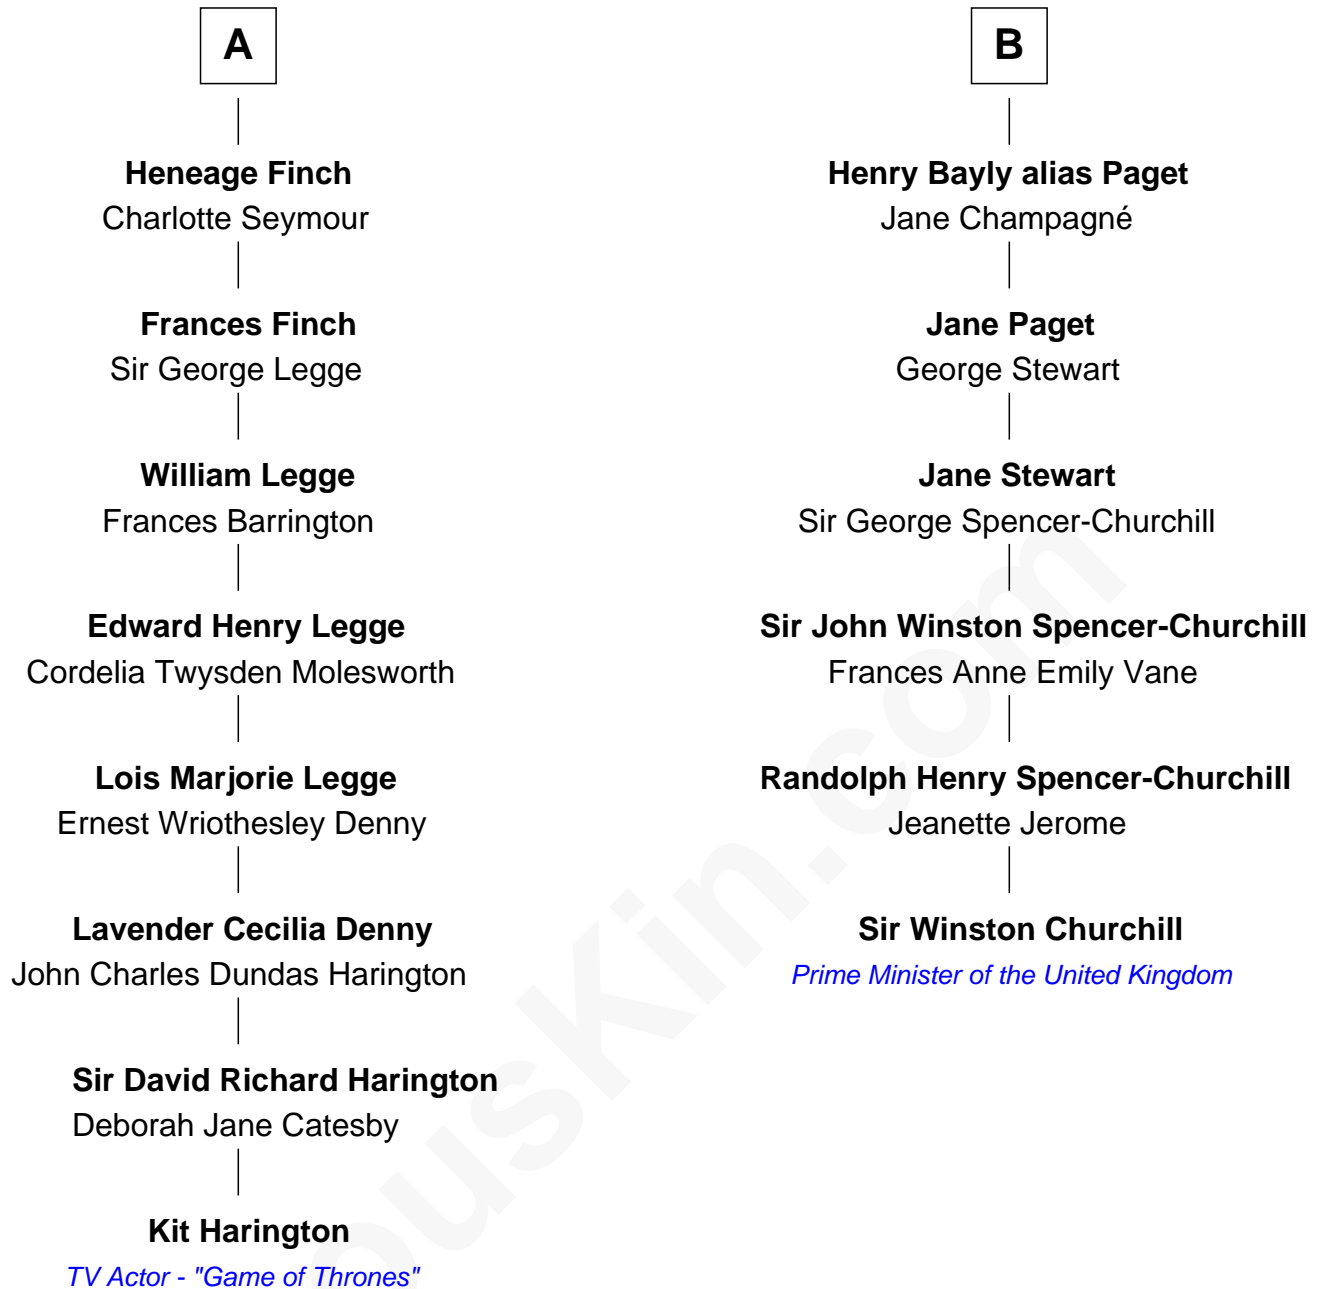 A
Heneage Finch
Charlotte Seymour
Frances Finch
Sir George Legge
William Legge
Frances Barrington
Edward Henry Legge
Cordelia Twysden Molesworth
Lois Marjorie Legge
Ernest Wriothesley Denny
Lavender Cecilia Denny
John Charles Dundas Harington
Sir David Richard Harington
Deborah Jane Catesby
Kit Harington
TV Actor - "Game of Thrones"
B
Henry Bayly alias Paget
Jane Champagné
Jane Paget
George Stewart
Jane Stewart
Sir George Spencer-Churchill
Sir John Winston Spencer-Churchill
Frances Anne Emily Vane
Randolph Henry Spencer-Churchill
Jeanette Jerome
Sir Winston Churchill
Prime Minister of the United Kingdom
ousKin.com